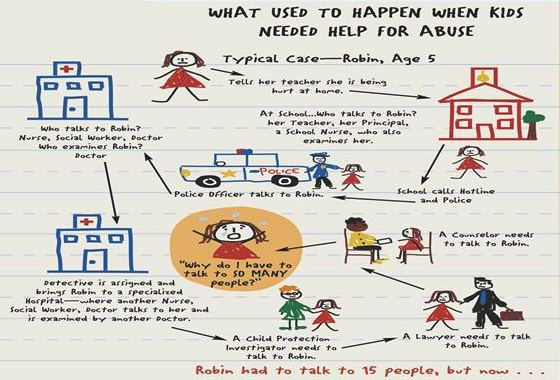 WHAT USED TO HAPPEN WHEN KIDS
NEEDED HELP FOR ABUSE
Typical Case—Robin, Age 5
Tells her teacher she is being
hurt at home.
At School...Who talks to Robin?
her Teacher, her Principal,
a School Nurse, who also
examines her.
School calls Hotline
and Police
POLICE
Police Officer talks to Robin.
Who talks to Robin?
Nurse, Social Worker, Doctor
Who examines Robin?
Doctor
Detective is assigned and
brings Robin to a specialized
Hospital—where another Nurse,
Social Worker, Doctor talks to her and
is examined by another Doctor.
A Child Protection
Investigator needs to
talk to Robin.
A Lawyer needs to talk
to Robin.
A Counselor needs
to talk to Robin.
"Why do I have to
talk to SO MANY
people?"
Robin had to talk to 15 people, but now . . .